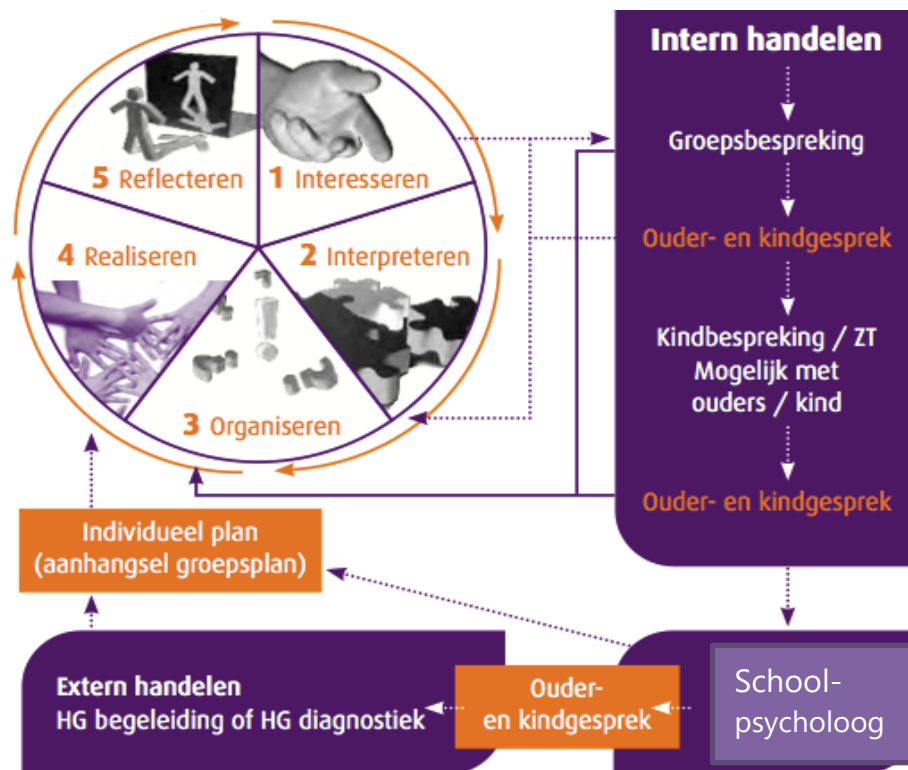 5 Reflecteren
1 Interesseren
4 Realiseren
2 Interpreteren
3 Organiseren
Intern handelen
Groepsbespreking
Ouder- en kindgesprek
Kindbespreking / ZT
Mogelijk met
ouders / kind
Ouder- en kindgesprek
Individueel plan
(aanhangsel groepsplan)
Extern handelen
HG begeleiding of HG diagnostiek
Ouder-
en kindgesprek
School-
psycholoog